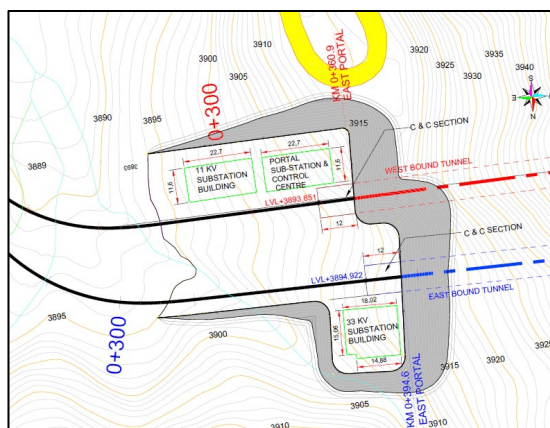 3900
3910
3905
3890
3895
3889
3893
0+300
KM 0+360.9
EAST PORTAL
3920
3935
3925
3930
3940
S
E
N
3915
C & C SECTION
22,7
22,7
11,6
11,6
11 KV
SUBSTATION
BUILDING
PORTAL
SUB-STATION &
CONTROL
CENTRE
LVL+3893.851
WEST BOUND TUNNEL
12
C & C SECTION
12
LVL+3894.922
EAST BOUND TUNNEL
18,02
15,06
33 KV
SUBSTATION
BUILDING
14,88
3895
0+300
3900
KM 0+394.6
EAST PORTAL
3915
3920
3925
3905
3910
3910